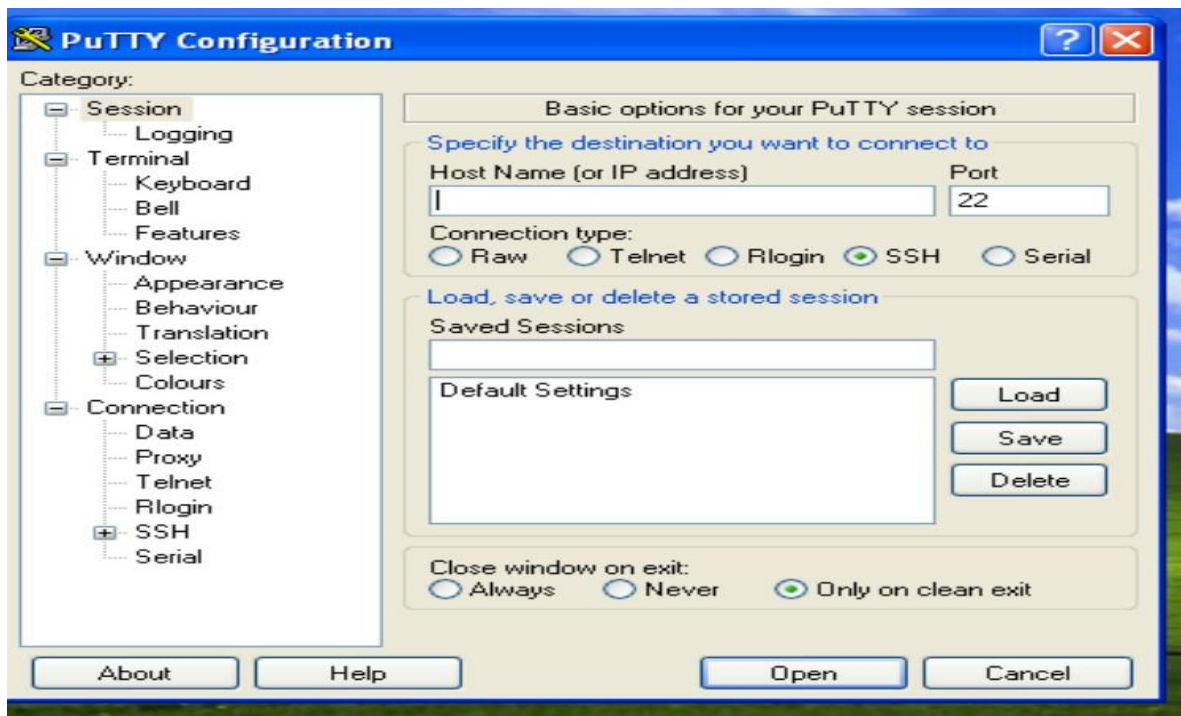 PuTTY Configuration
Category:
Session
Logging
Terminal
Keyboard
Bell
Features
Window
Appearance
Behaviour
Translation
Selection
Colours
Connection
Data
Proxy
Telnet
Rlogin
SSH
Serial
Basic options for your PuTTY session
Specify the destination you want to connect to
Host Name (or IP address) Port
22
Connection type:
Raw Telnet Rlogin SSH Serial
Load, save or delete a stored session
Saved Sessions
Default Settings
Load
Save
Delete
Close window on exit:
Always Never Only on clean exit
About Help Open Cancel